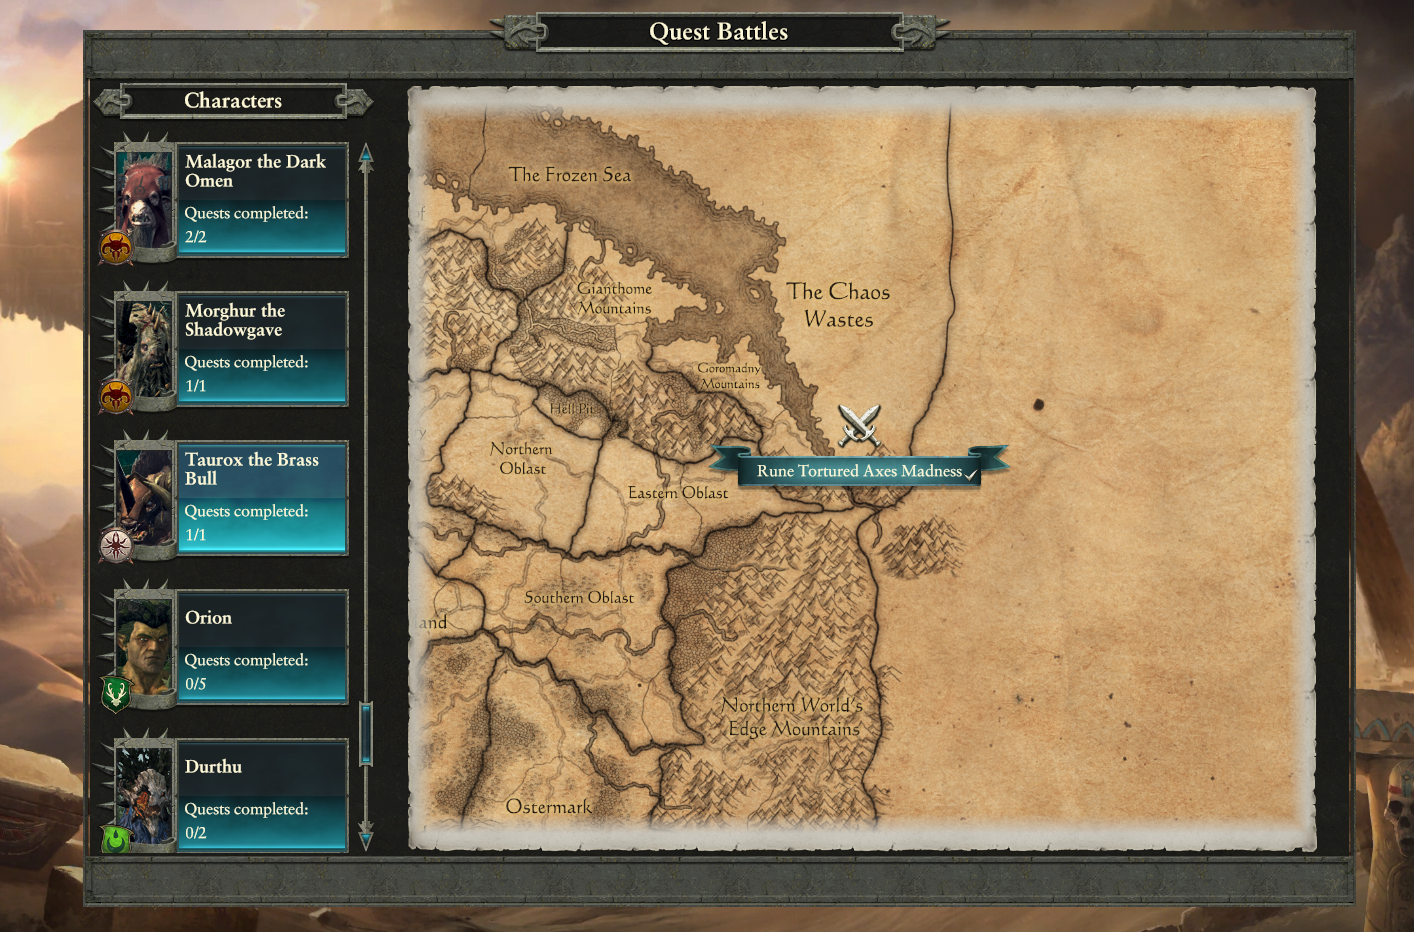 Quest Battles
Characters
Malagor the Dark
Omen
Quests completed:
2/2
Morghur the
Shadowgave
Quests completed:
1/1
Taurox the Brass
Bull
Quests completed:
1/1
Orion
Quests completed:
0/5
Durthu
Quests completed:
0/2
The Frozen Sea
of
Gianthome
Mountains
The Chaos
Wastes
Goromadny
Mountains
Hell Pit
y
Northern
Oblast
Rune Tortured Axes Madness
Eastern Oblast
Southern Oblast
and
Northern World's
Edge Mountains
Ostermark